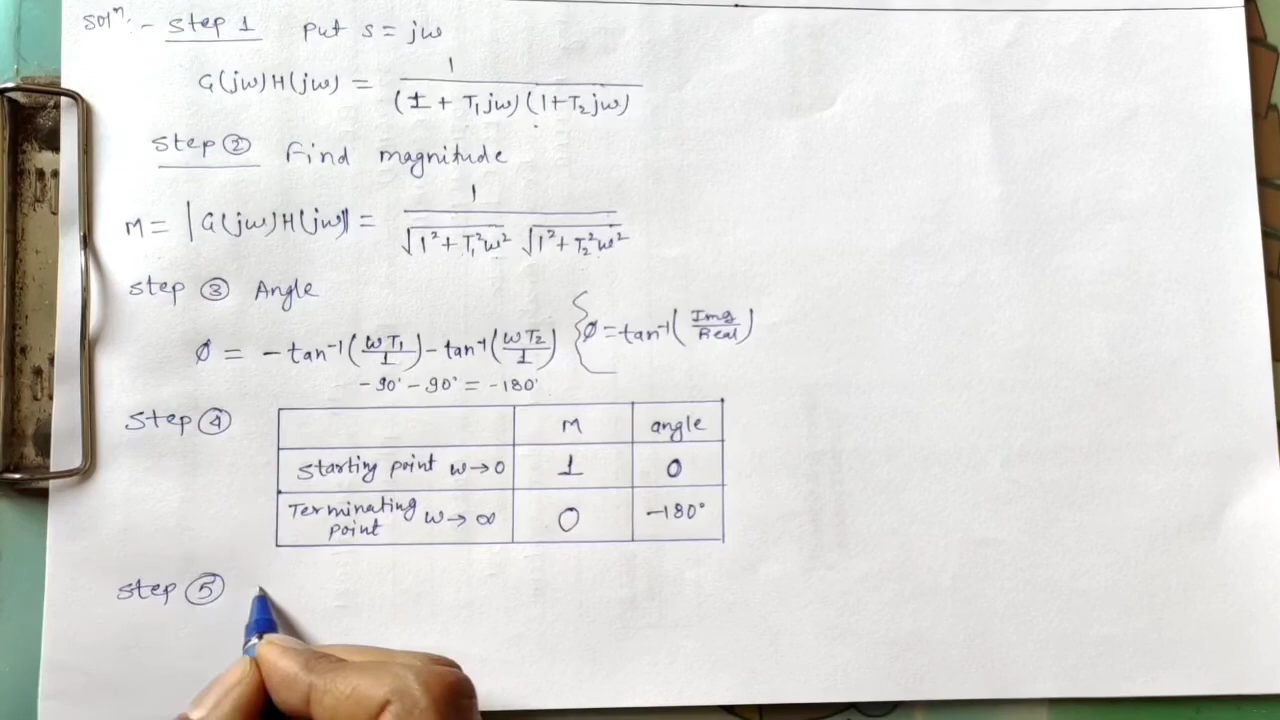 Solⁿ. - Step 1 Put s = jω
G(jω)H(jω) = 1 / (1 + T₁jω)(1+T₂jω)
Step ② Find magnitude
M = |G(jω)H(jω)| = 1 / √1²+T₁²ω² √1²+T₂²ω²
Step ③ Angle
Ø = -tan⁻¹(ωT₁/1) - tan⁻¹(ωT₂/1) {Ø = tan⁻¹(Img/Real)
-90° - 90° = -180°
Step ④
M angle
Starting point ω→0 1 0
Terminating point ω→∞ 0 -180°
Step ⑤